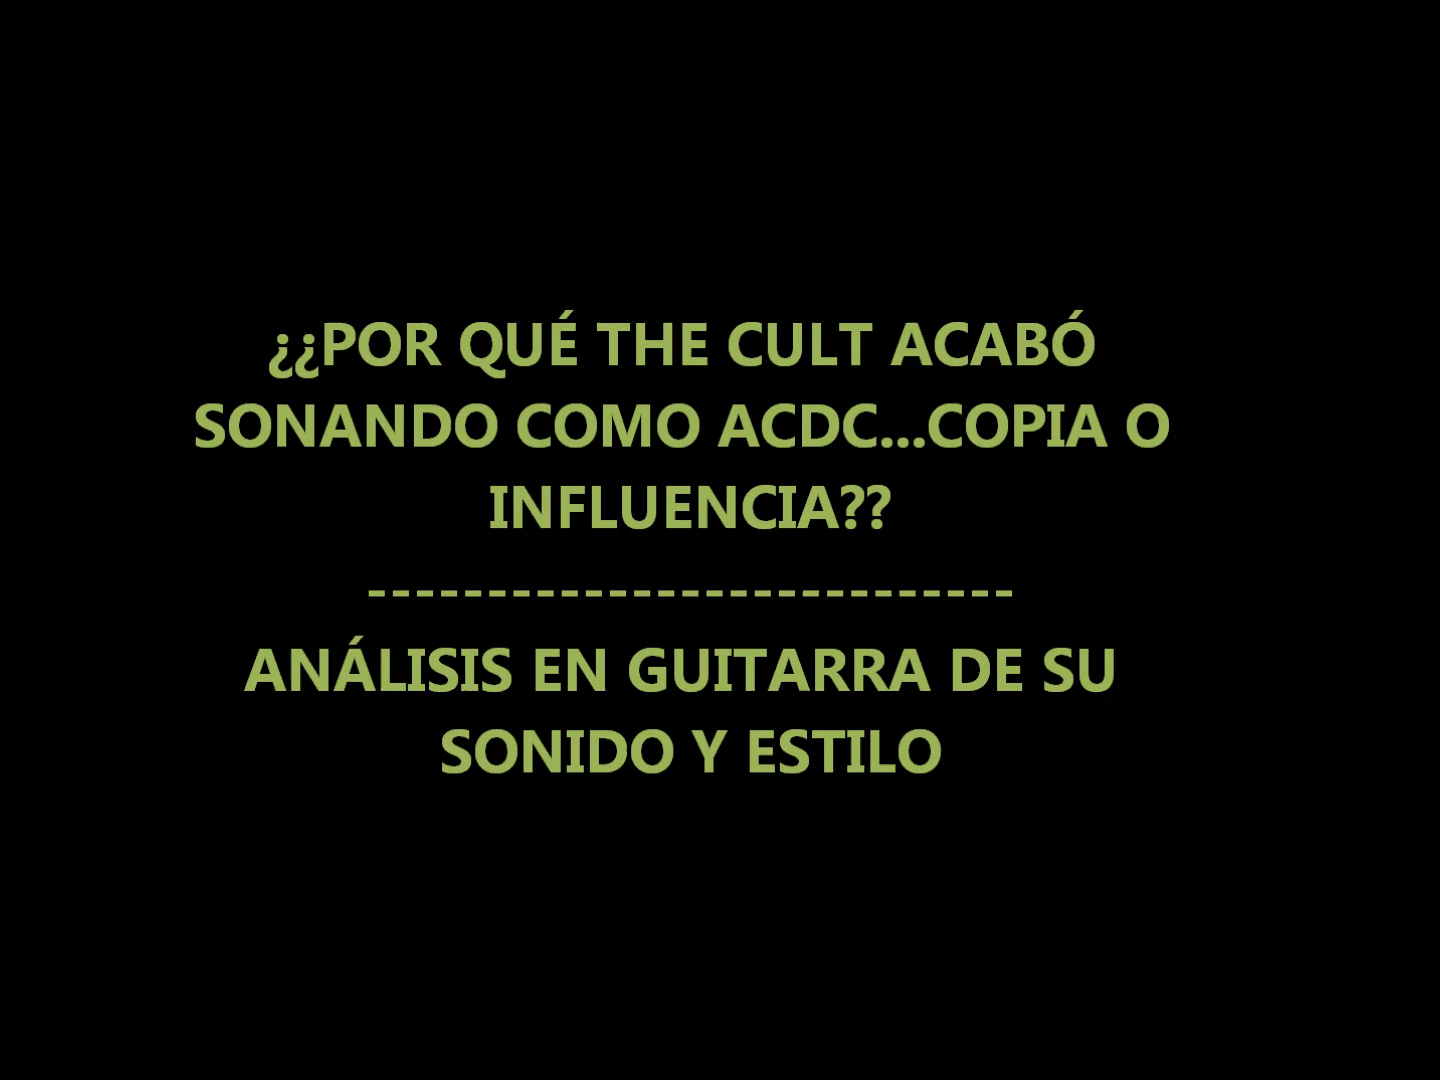 ¿¿POR QUÉ THE CULT ACABÓ
SONANDO COMO ACDC...COPIA O
INFLUENCIA??
---------------------------
ANÁLISIS EN GUITARRA DE SU
SONIDO Y ESTILO